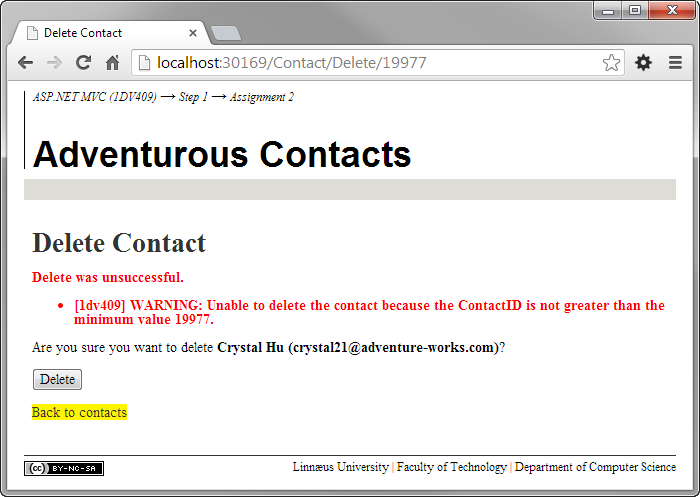 Delete Contact
localhost:30169/Contact/Delete/19977
ASP.NET MVC (1DV409) → Step 1 → Assignment 2
Adventurous Contacts
Delete Contact
Delete was unsuccessful.
• [1dv409] WARNING: Unable to delete the contact because the ContactID is not greater than the
minimum value 19977.
Are you sure you want to delete Crystal Hu (crystal21@adventure-works.com)?
Delete
Back to contacts
cc BY-NC-SA
Linnæus University | Faculty of Technology | Department of Computer Science